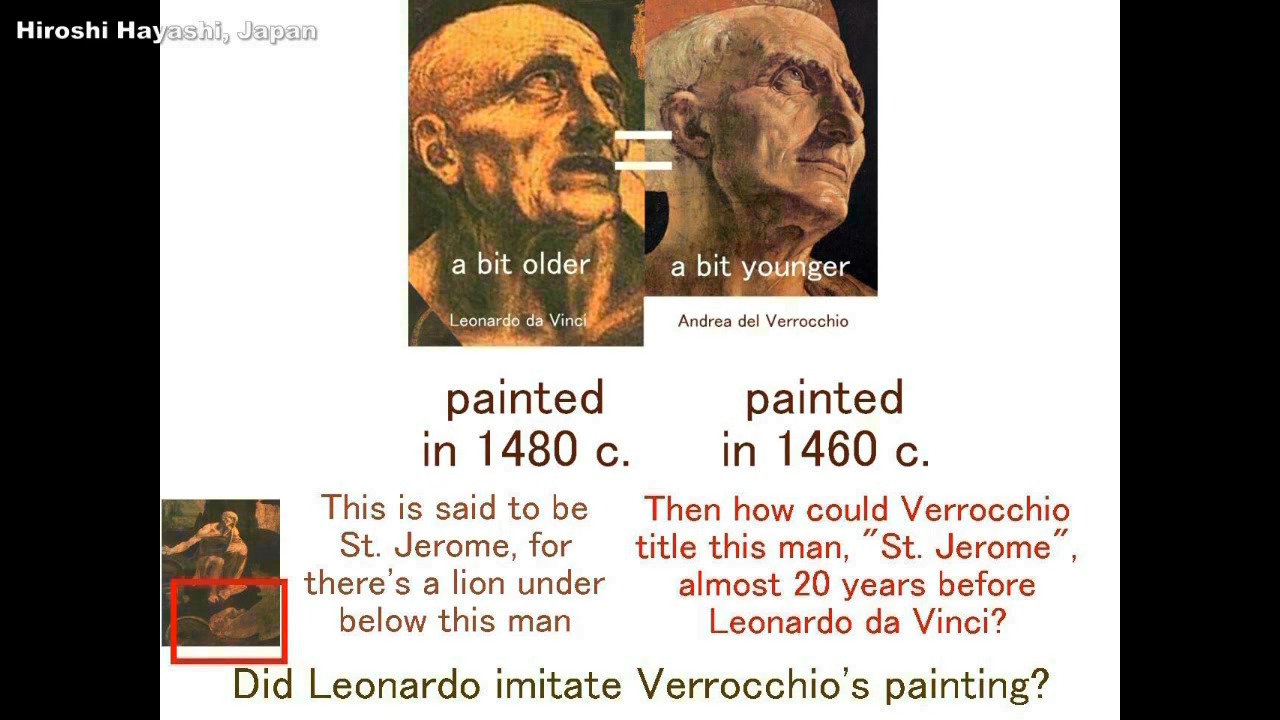 Hiroshi Hayashi, Japan
a bit older
a bit younger
Leonardo da Vinci
Andrea del Verrocchio
painted
in 1480 c.
painted
in 1460 c.
This is said to be
St. Jerome, for
there's a lion under
below this man
Then how could Verrocchio
title this man, "St. Jerome",
almost 20 years before
Leonardo da Vinci?
Did Leonardo imitate Verrocchio's painting?